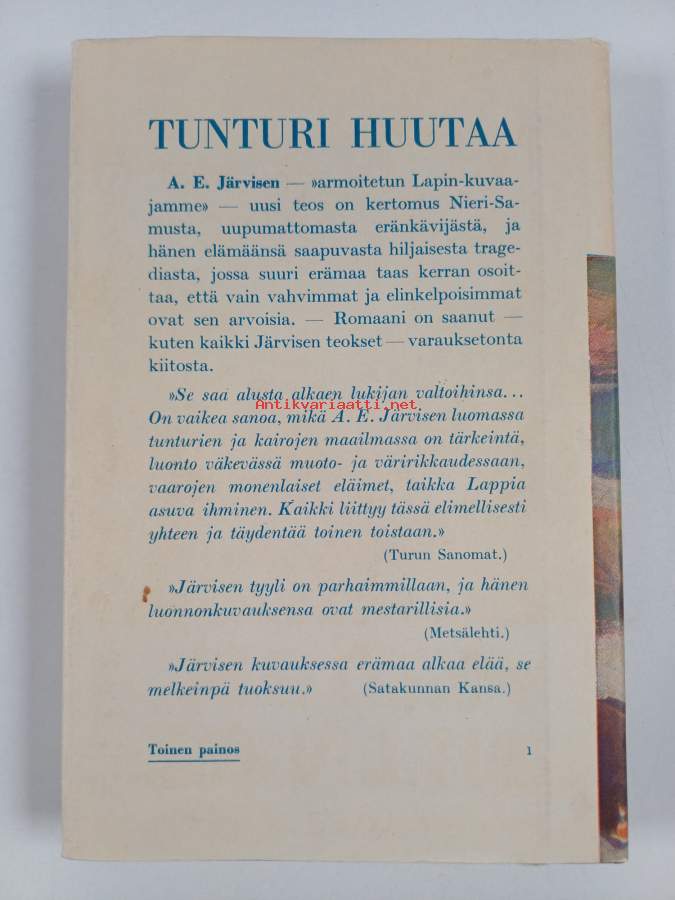 TUNTURI HUUTAA
A. E. Järvisen — »armoitetun Lapin-kuvaa-
jamme» — uusi teos on kertomus Nieri-Sa-
musta, uupumattomasta eränkävijästä, ja
hänen elämäänsä saapuvasta hiljaisesta trage-
diasta, jossa suuri erämaa taas kerran osoit-
taa, että vain vahvimmat ja elinkelpoisimmat
ovat sen arvoisia. — Romaani on saanut —
kuten kaikki Järvisen teokset — varauksetonta
kiitosta.
»Se saa alusta alkaen lukijan valtoihinsa...
Antikvariaatti.net
On vaikea sanoa, mikä A. E. Järvisen luomassa
tunturien ja kairojen maailmassa on tärkeintä,
luonto väkevässä muoto- ja väririkkaudessaan,
vaarojen monenlaiset eläimet, taikka Lappia
asuva ihminen. Kaikki liittyy tässä elimellisesti
yhteen ja täydentää toinen toistaan.»
(Turun Sanomat.)
»Järvisen tyyli on parhaimmillaan, ja hänen
luonnonkuvauksensa ovat mestarillisia.»
(Metsälehti.)
»Järvisen kuvauksessa erämaa alkaa elää, se
melkeinpä tuoksuu.» (Satakunnan Kansa.)
Toinen painos 1